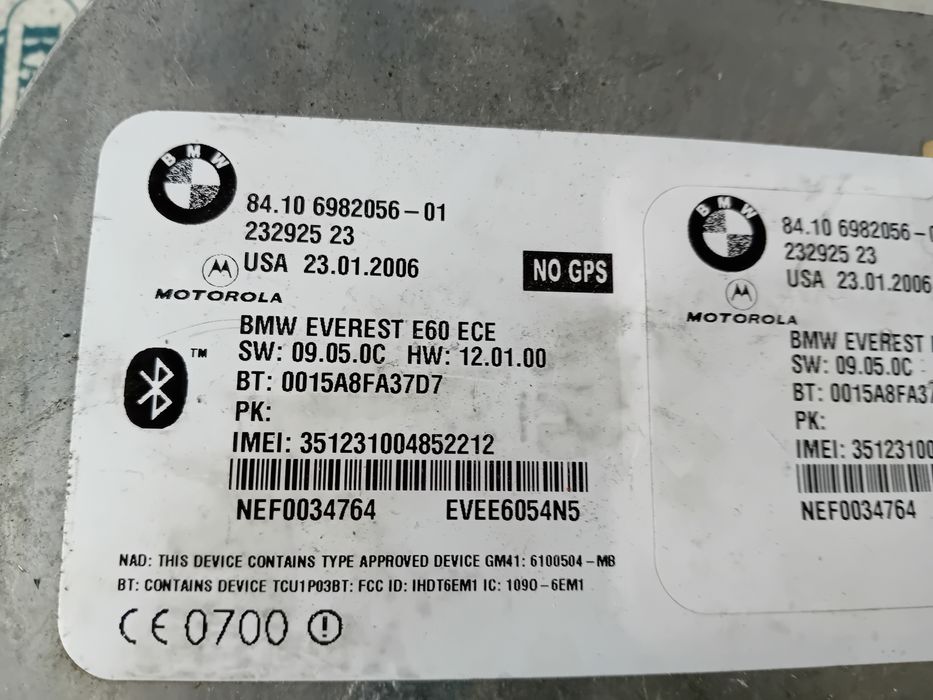 BMW
84.10 6982056-01
232925 23
USA 23.01.2006
MOTOROLA
NO GPS
BMW EVEREST E60 ECE
SW: 09.05.0C HW: 12.01.00
TM
BT: 0015A8FA37D7
PK:
IMEI: 351231004852212
NEF0034764 EVEE6054N5
NAD: THIS DEVICE CONTAINS TYPE APPROVED DEVICE GM41: 6100504-MB
BT: CONTAINS DEVICE TCU1P03BT: FCC ID: IHDT6EM1 IC: 1090-6EM1
CE 0700
BMW
84.10 6982056-
232925 23
USA 23.01.2006
MOTOROLA
BMW EVEREST
SW: 09.05.0C
BT: 0015A8FA3
PK:
IMEI: 35123100
NEF0034764